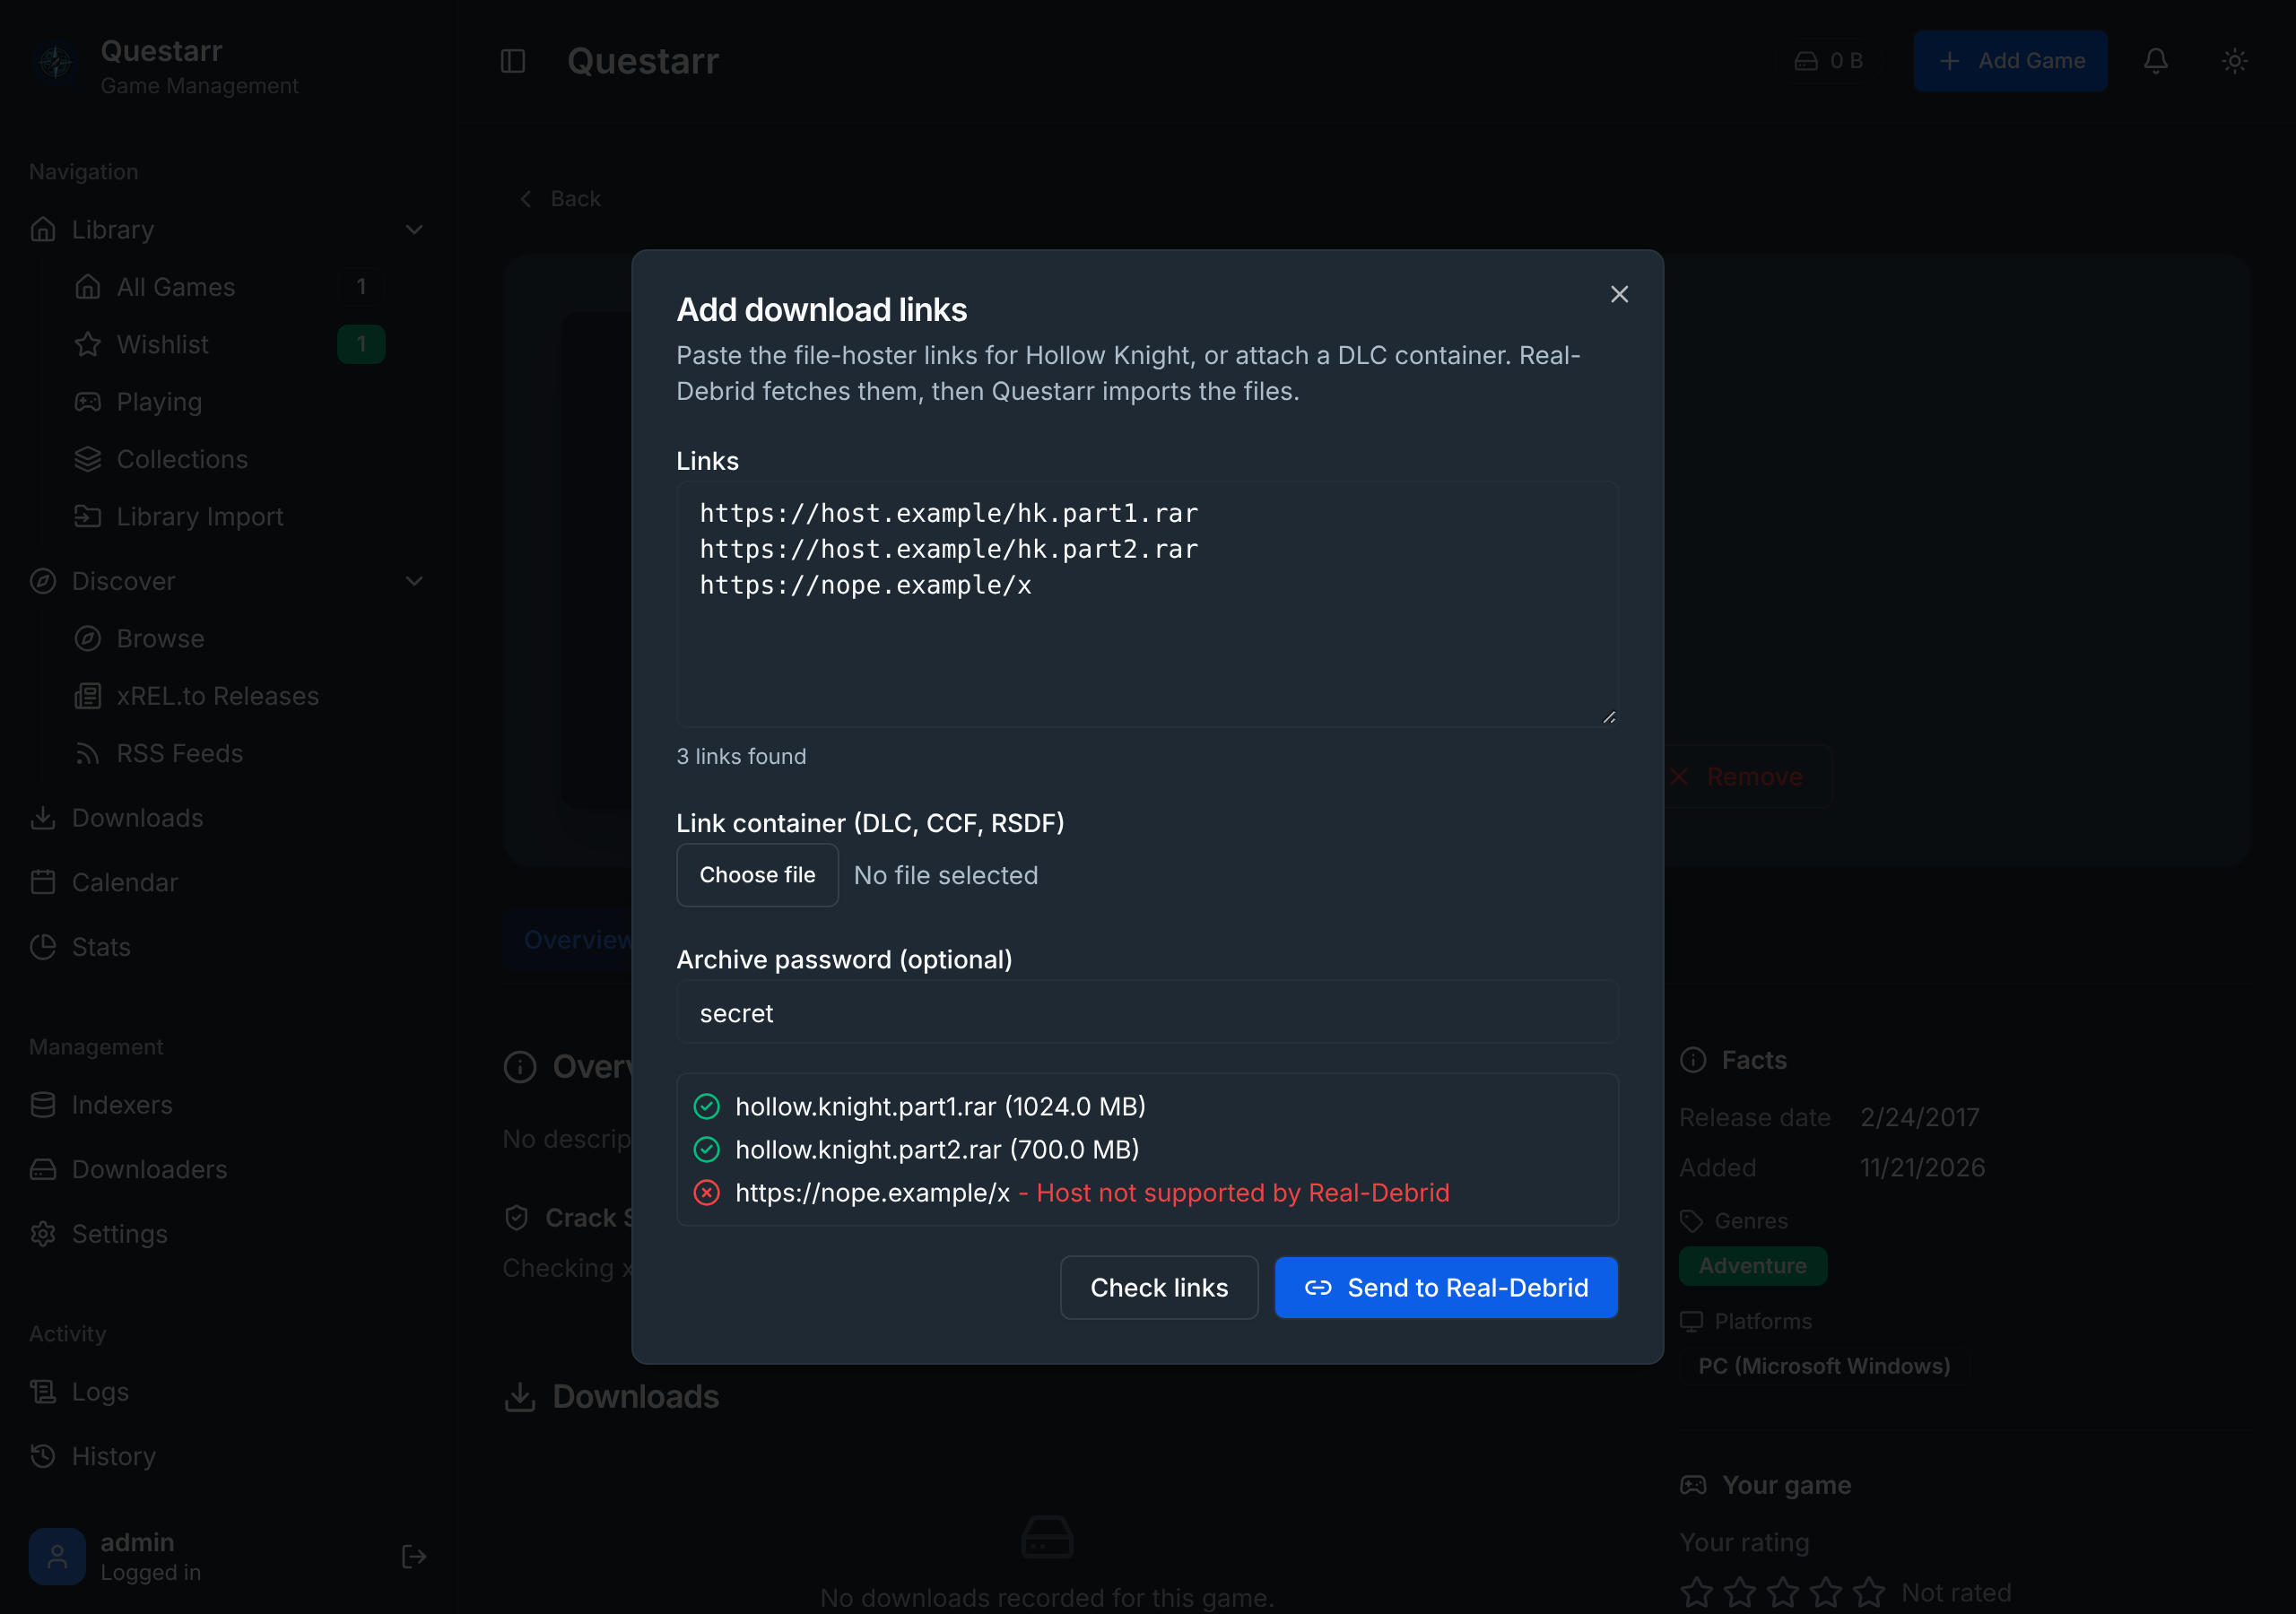 Questarr
Game Management
Questarr
0 B
Add Game
Navigation
Library
All Games 1
Wishlist 1
Playing
Collections
Library Import
Discover
Browse
xREL.to Releases
RSS Feeds
Downloads
Calendar
Stats
Management
Indexers
Downloaders
Settings
Activity
Logs
History
admin
Logged in
Back
Add download links
Paste the file-hoster links for Hollow Knight, or attach a DLC container. Real-
Debrid fetches them, then Questarr imports the files.
Links
https://host.example/hk.part1.rar
https://host.example/hk.part2.rar
https://nope.example/x
3 links found
Link container (DLC, CCF, RSDF)
Choose file No file selected
Archive password (optional)
secret
hollow.knight.part1.rar (1024.0 MB)
hollow.knight.part2.rar (700.0 MB)
https://nope.example/x - Host not supported by Real-Debrid
Check links
Send to Real-Debrid
Remove
Overview
Overv
No descrip
Crack S
Checking x
Downloads
No downloads recorded for this game.
Facts
Release date 2/24/2017
Added 11/21/2026
Genres
Adventure
Platforms
PC (Microsoft Windows)
Your game
Your rating
Not rated